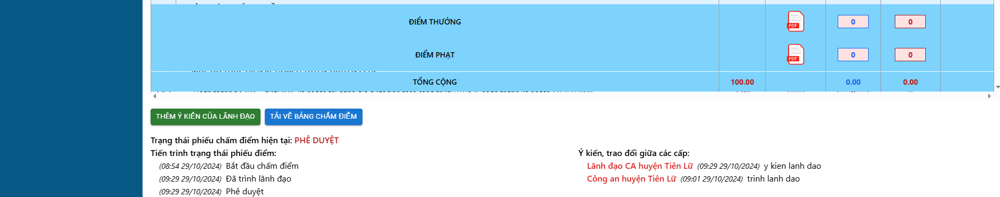 ĐIỂM THƯỞNG PDF 0 0
ĐIỂM PHẠT PDF 0 0
TỔNG CỘNG 100.00 0.00 0.00
THÊM Ý KIẾN CỦA LÃNH ĐẠO TẢI VỀ BẢNG CHẤM ĐIỂM
Trạng thái phiếu chấm điểm hiện tại: PHÊ DUYỆT
Tiến trình trạng thái phiếu điểm:
(08:54 29/10/2024) Bắt đầu chấm điểm
(09:29 29/10/2024) Đã trình lãnh đạo
(09:29 29/10/2024) Phê duyệt
Ý kiến, trao đổi giữa các cấp:
Lãnh đạo CA huyện Tiên Lữ (09:29 29/10/2024) y kien lanh dao
Công an huyện Tiên Lữ (09:01 29/10/2024) trinh lanh dao